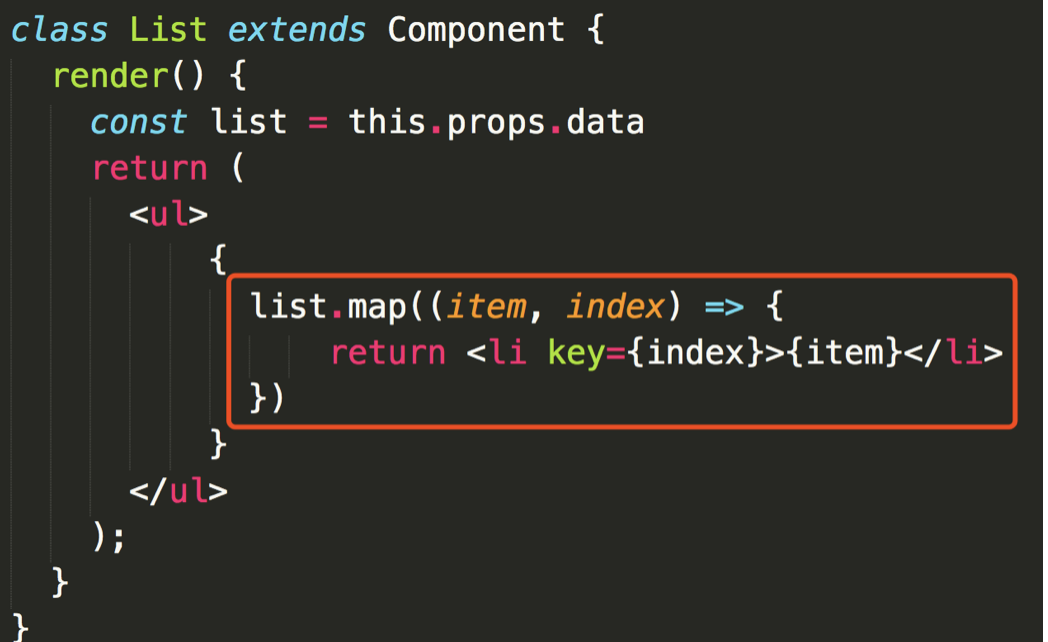 class List extends Component {
render() {
const list = this.props.data
return (
<ul>
{
list.map((item, index) => {
return <li key={index}>{item}</li>
})
}
</ul>
);
}
}